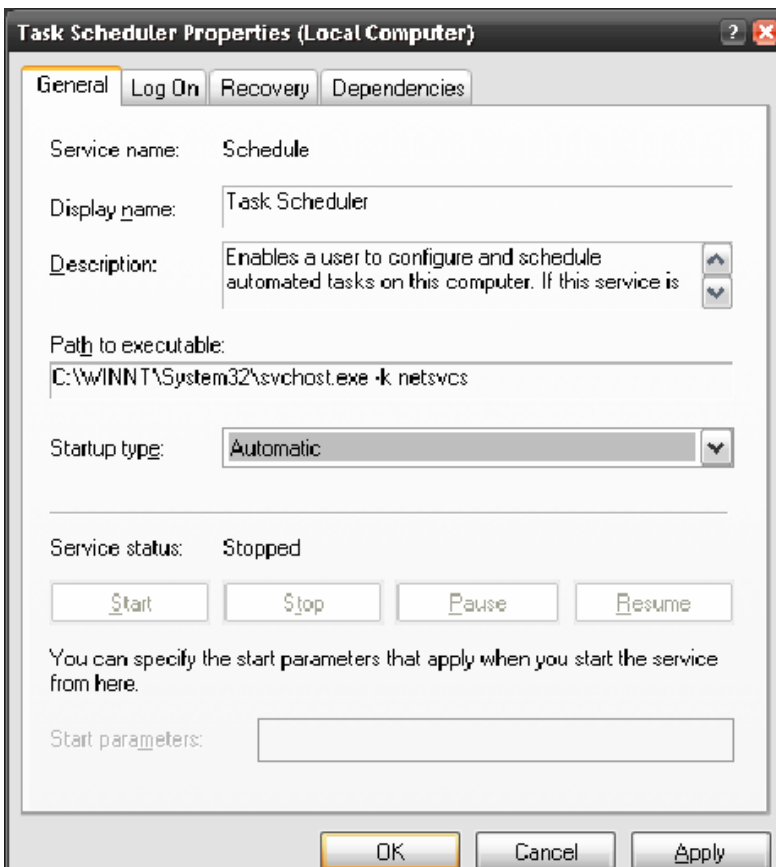 Task Scheduler Properties (Local Computer)
General Log On Recovery Dependencies
Service name: Schedule
Display name: Task Scheduler
Description: Enables a user to configure and schedule
automated tasks on this computer. If this service is
Path to executable:
C:\WINNT\System32\svchost.exe -k netsvcs
Startup type: Automatic
Service status: Stopped
Start Stop Pause Resume
You can specify the start parameters that apply when you start the service
from here.
Start parameters:
OK Cancel Apply